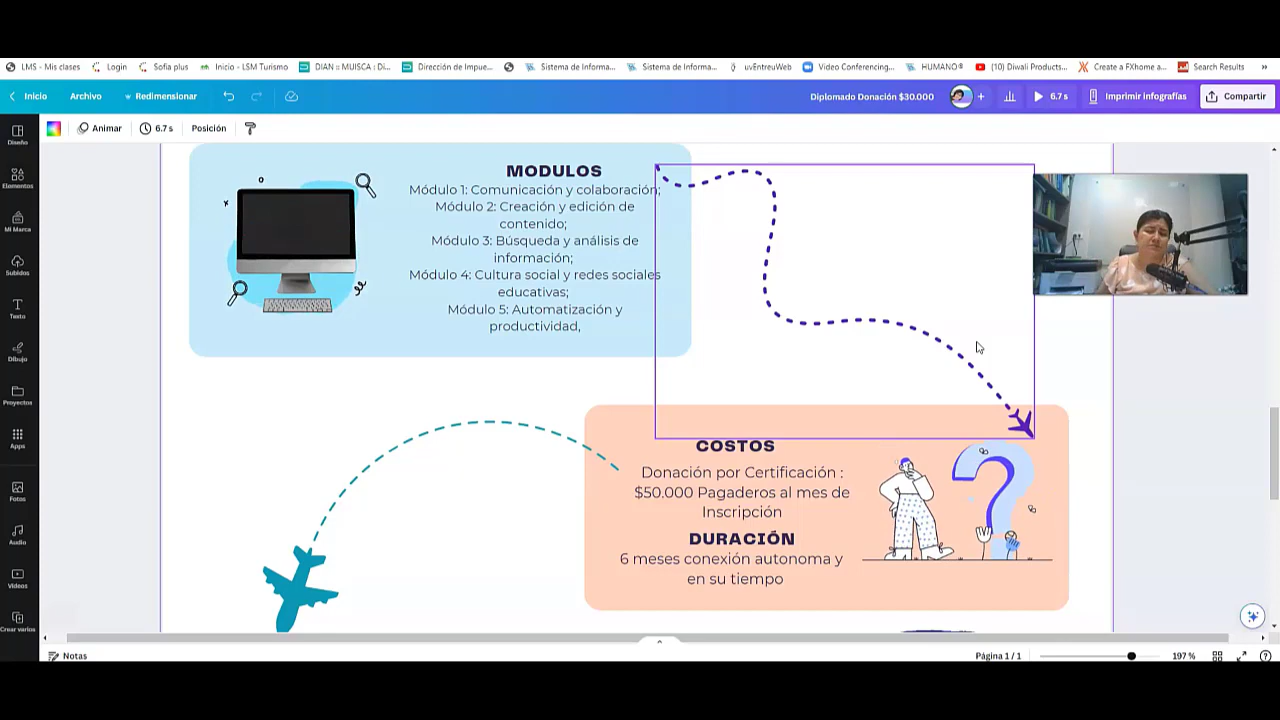 LMS - Mis clases
Login
Sofia plus
Inicio - LSM Turismo
DIAN :: MUISCA : Di...
Dirección de Impue...
Sistema de Informa...
Sistema de Informa...
uvEntreuWeb
Video Conferencing...
HUMANO®
(10) Diwali Products...
Create a FXhome a...
Search Results
»
Inicio
Archivo
Redimensionar
Diplomado Donación $30.000
6.7 s
Imprimir infografías
Compartir
Animar
6.7 s
Posición
Diseño
Elementos
Mi Marca
Subidos
Texto
Dibujo
Proyectos
Apps
Fotos
Audio
Videos
Crear varios
MODULOS
Módulo 1: Comunicación y colaboración;
Módulo 2: Creación y edición de
contenido;
Módulo 3: Búsqueda y análisis de
información;
Módulo 4: Cultura social y redes sociales
educativas;
Módulo 5: Automatización y
productividad,
COSTOS
Donación por Certificación :
$50.000 Pagaderos al mes de
Inscripción
DURACIÓN
6 meses conexión autonoma y
en su tiempo
Notas
Página 1 / 1
197 %